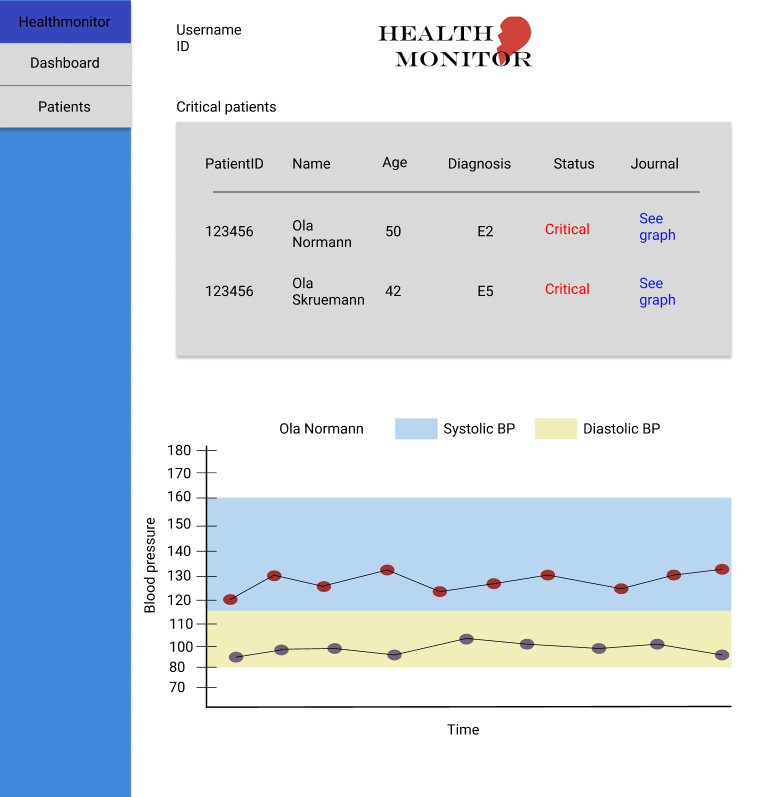 Healthmonitor
Dashboard
Patients
Username
ID
HEALTH
MONITOR
Critical patients
PatientID Name Age Diagnosis Status Journal
123456 Ola Normann 50 E2 Critical See graph
123456 Ola Skruemann 42 E5 Critical See graph
Ola Normann Systolic BP Diastolic BP
Blood pressure
180
170
160
150
140
130
120
110
100
80
70
Time